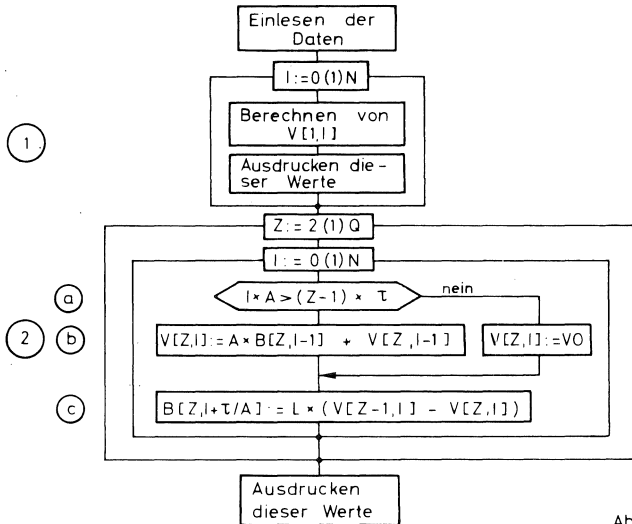 Einlesen der
Daten
I:=0(1)N
Berechnen von
V[1,I]
1
Ausdrucken die-
ser Werte
Z:=2(1)Q
I:=0(1)N
a
I*A>(Z-1)*τ
nein
2
b
V[Z,I]:=A*B[Z,I-1] + V[Z,I-1]
V[Z,I]:=VO
c
B[Z,I+τ/A]:=L*(V[Z-1,I] - V[Z,I])
Ausdrucken
dieser Werte
Ab